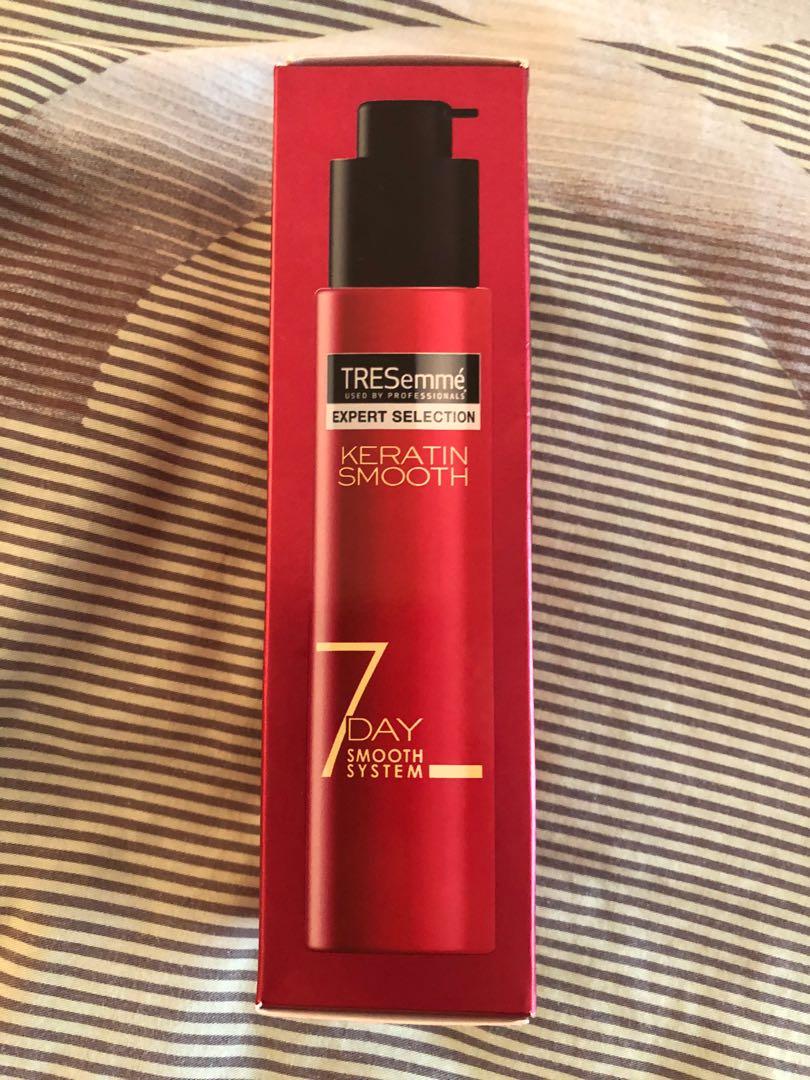 TRESemmé
USED BY PROFESSIONALS
EXPERT SELECTION
KERATIN
SMOOTH
7
DAY
SMOOTH
SYSTEM